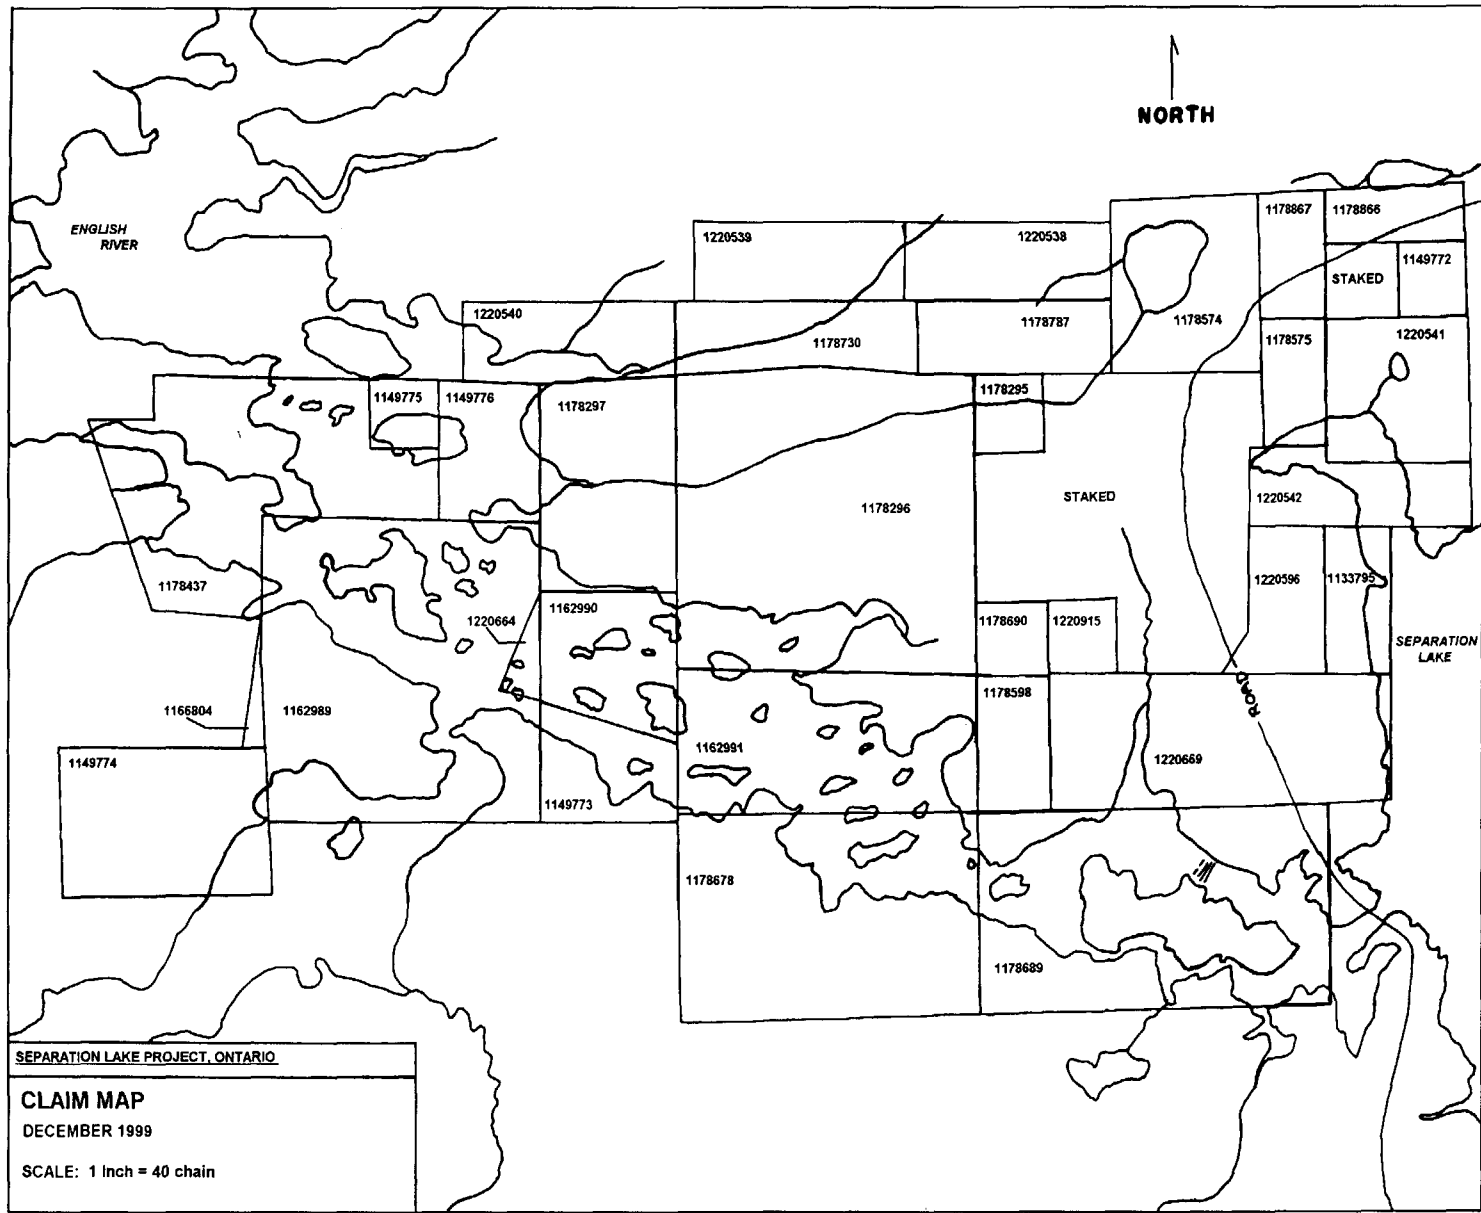 NORTH
ENGLISH
RIVER
1178867
1178866
1220539
1220538
STAKED
1149772
1220540
1178730
1178787
1178574
1178575
1220541
1149775
1149776
1178297
1178295
1178296
STAKED
1220542
1178437
1220664
1162990
1178690
1220915
1220596
1133795
SEPARATION
LAKE
1166804
1162989
1178598
ROAD
1149774
1162991
1220669
1149773
1178678
1178689
SEPARATION LAKE PROJECT, ONTARIO
CLAIM MAP
DECEMBER 1999
SCALE: 1 Inch = 40 chain